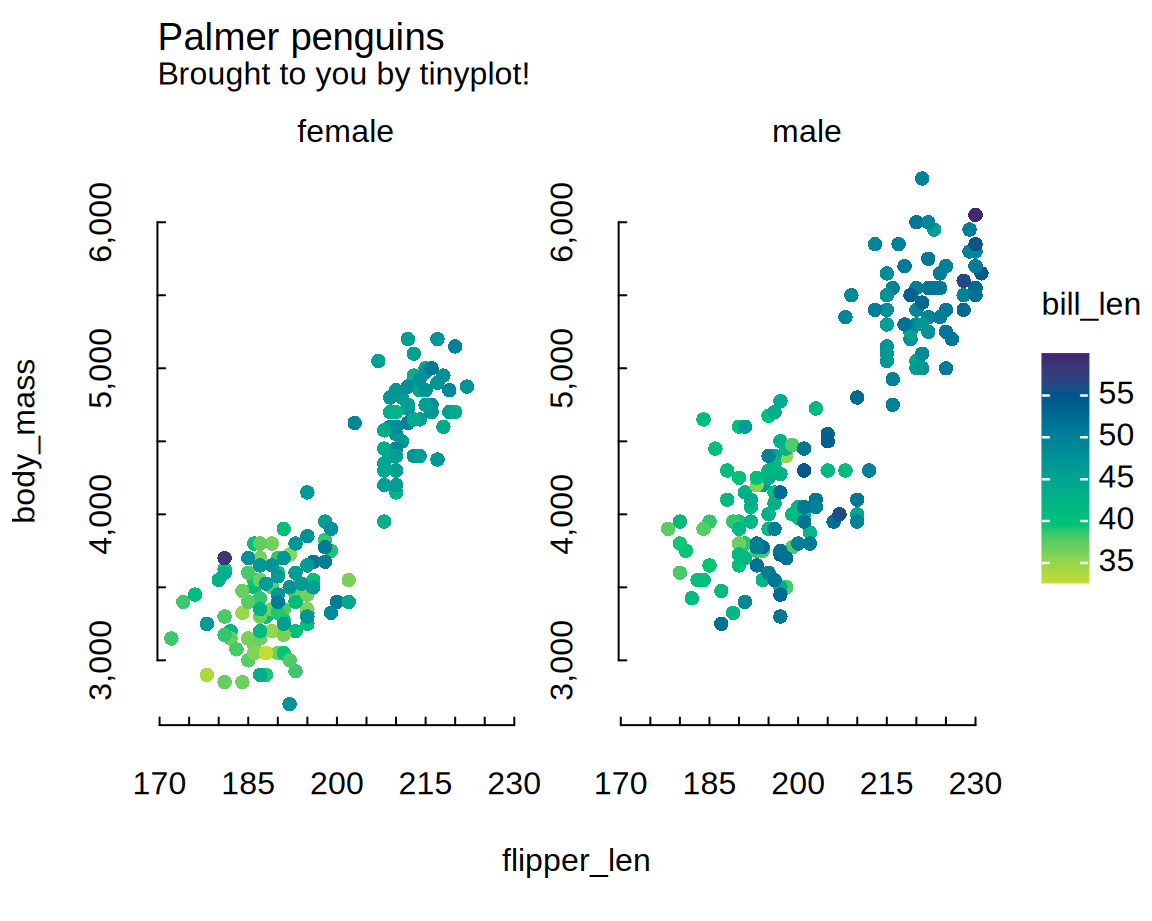 Palmer penguins
Brought to you by tinyplot!
female
male
body_mass
6,000
5,000
4,000
3,000
6,000
5,000
4,000
3,000
170 185 200 215 230
170 185 200 215 230
flipper_len
bill_len
55
50
45
40
35